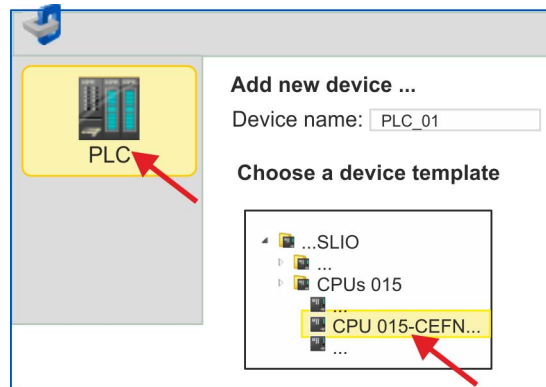 PLC
Add new device ...
Device name: PLC_01
Choose a device template
...SLIO
...
CPUs 015
...
CPU 015-CEFN...
...